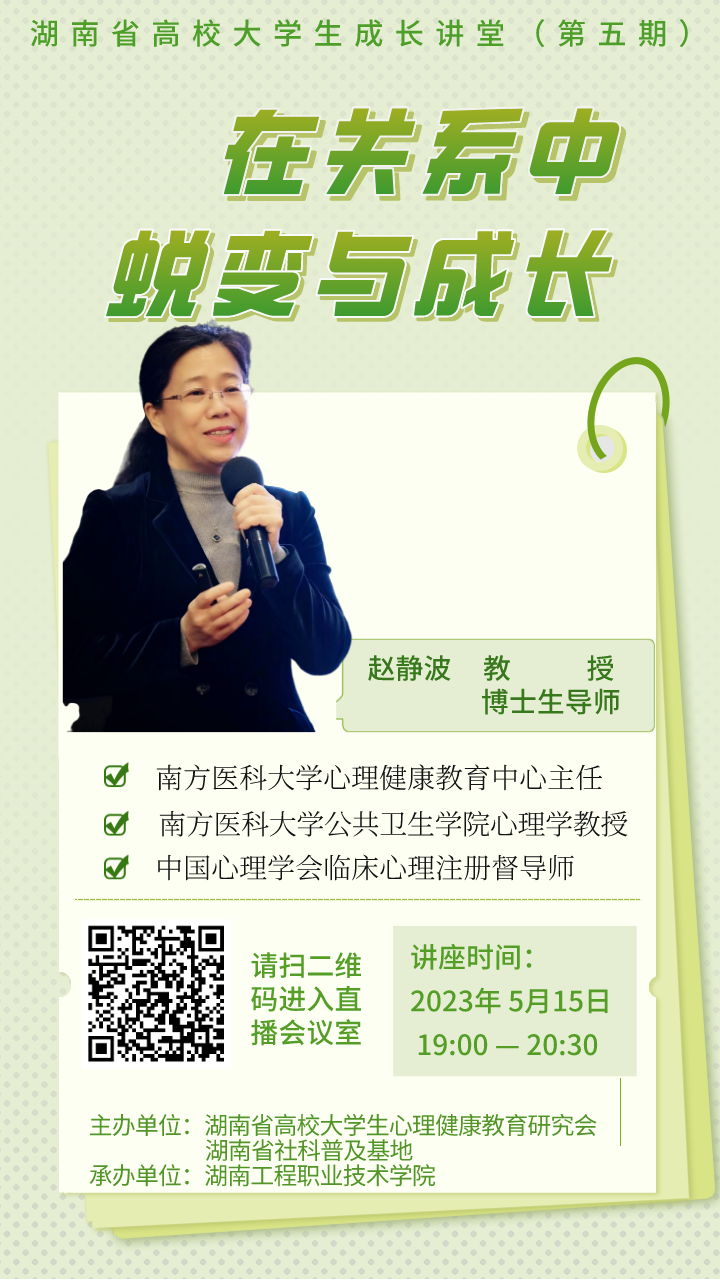 湖南省高校大学生成长讲堂（第五期）
在关系中
蜕变与成长
赵静波 教 授
博士生导师
南方医科大学心理健康教育中心主任
南方医科大学公共卫生学院心理学教授
中国心理学会临床心理注册督导师
请扫二维
码进入直
播会议室
讲座时间：
2023年 5月15日
19:00 — 20:30
主办单位：湖南省高校大学生心理健康教育研究会
湖南省社科普及基地
承办单位：湖南工程职业技术学院